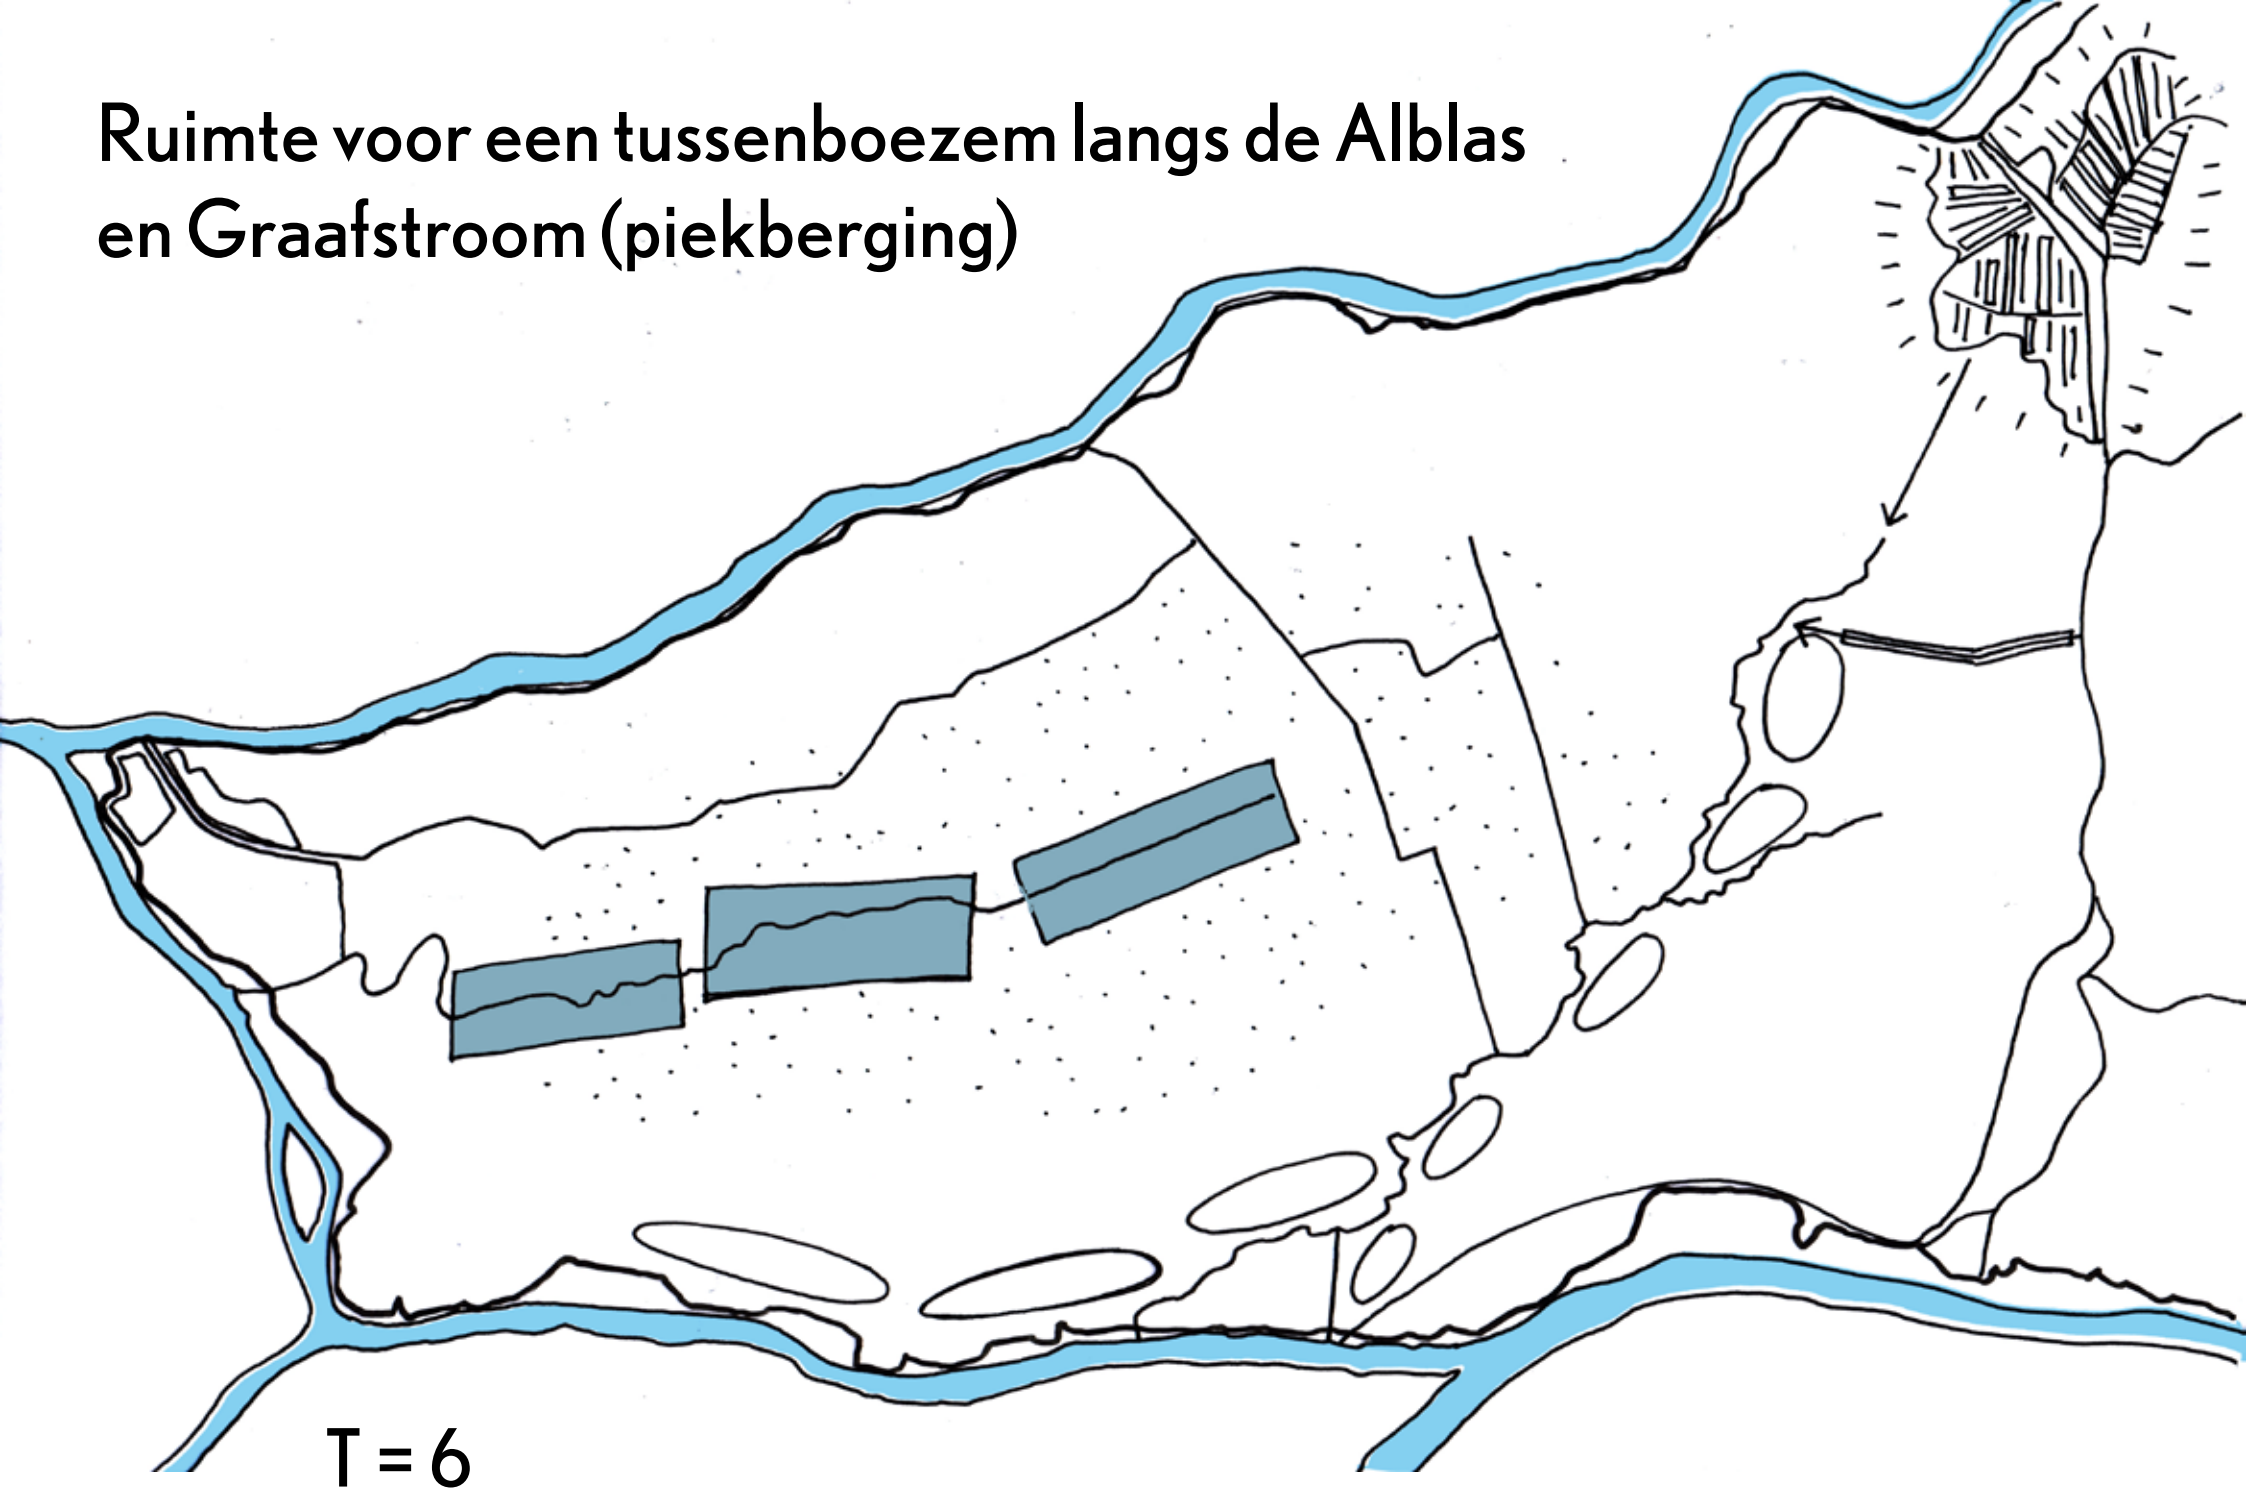 Ruimte voor een tussenboezem langs de Alblas
en Graafstroom (piekberging)
T = 6